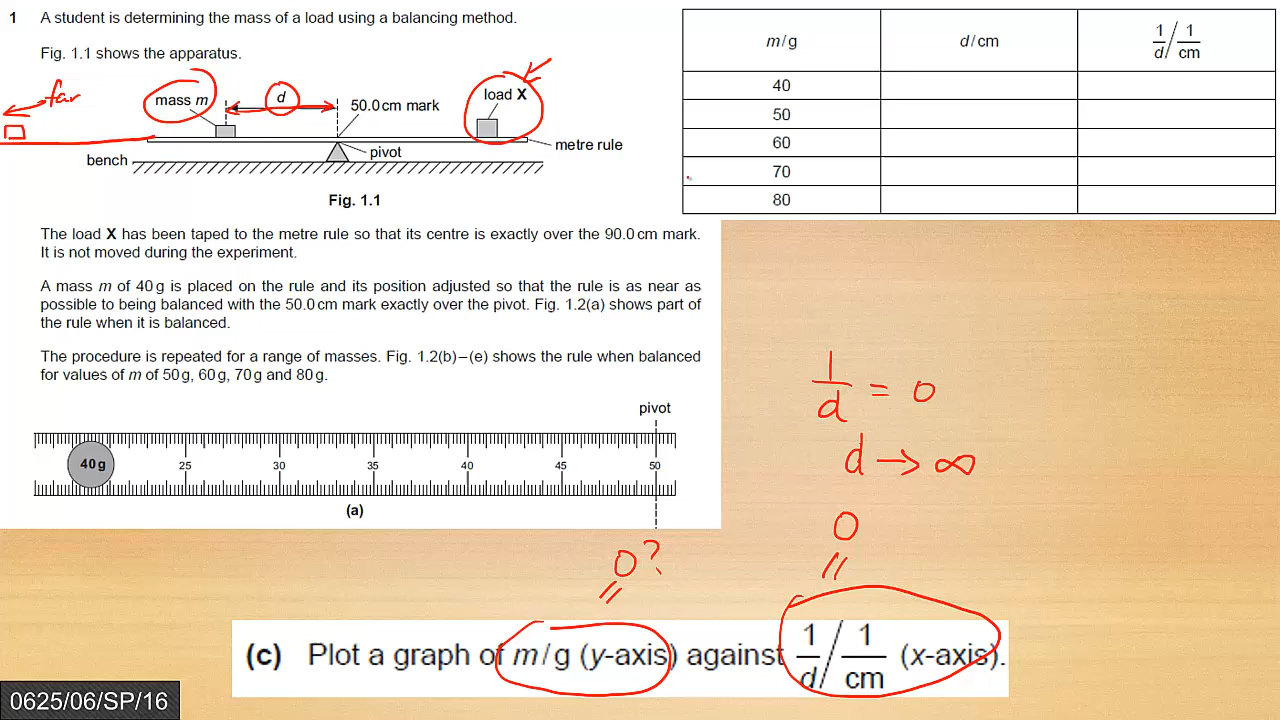 1 A student is determining the mass of a load using a balancing method.
Fig. 1.1 shows the apparatus.
far
mass m
d
50.0 cm mark
load X
metre rule
pivot
bench
Fig. 1.1
The load X has been taped to the metre rule so that its centre is exactly over the 90.0 cm mark.
It is not moved during the experiment.
A mass m of 40 g is placed on the rule and its position adjusted so that the rule is as near as
possible to being balanced with the 50.0 cm mark exactly over the pivot. Fig. 1.2(a) shows part of
the rule when it is balanced.
The procedure is repeated for a range of masses. Fig. 1.2(b)–(e) shows the rule when balanced
for values of m of 50 g, 60 g, 70 g and 80 g.
pivot
40 g 25 30 35 40 45 50
(a)
m/g d/cm 1/d / 1/cm
40
50
60
70
80
1/d = 0
d → ∞
0
=
0?
=
(c) Plot a graph of m/g (y-axis) against 1/d / 1/cm (x-axis).
0625/06/SP/16